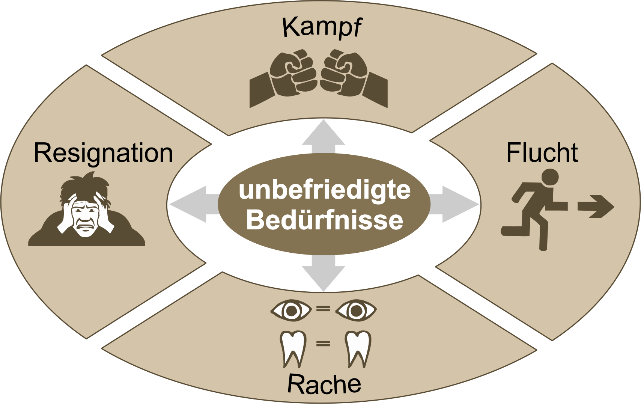 Kampf
Resignation
unbefriedigte
Bedürfnisse
Flucht
=
=
Rache